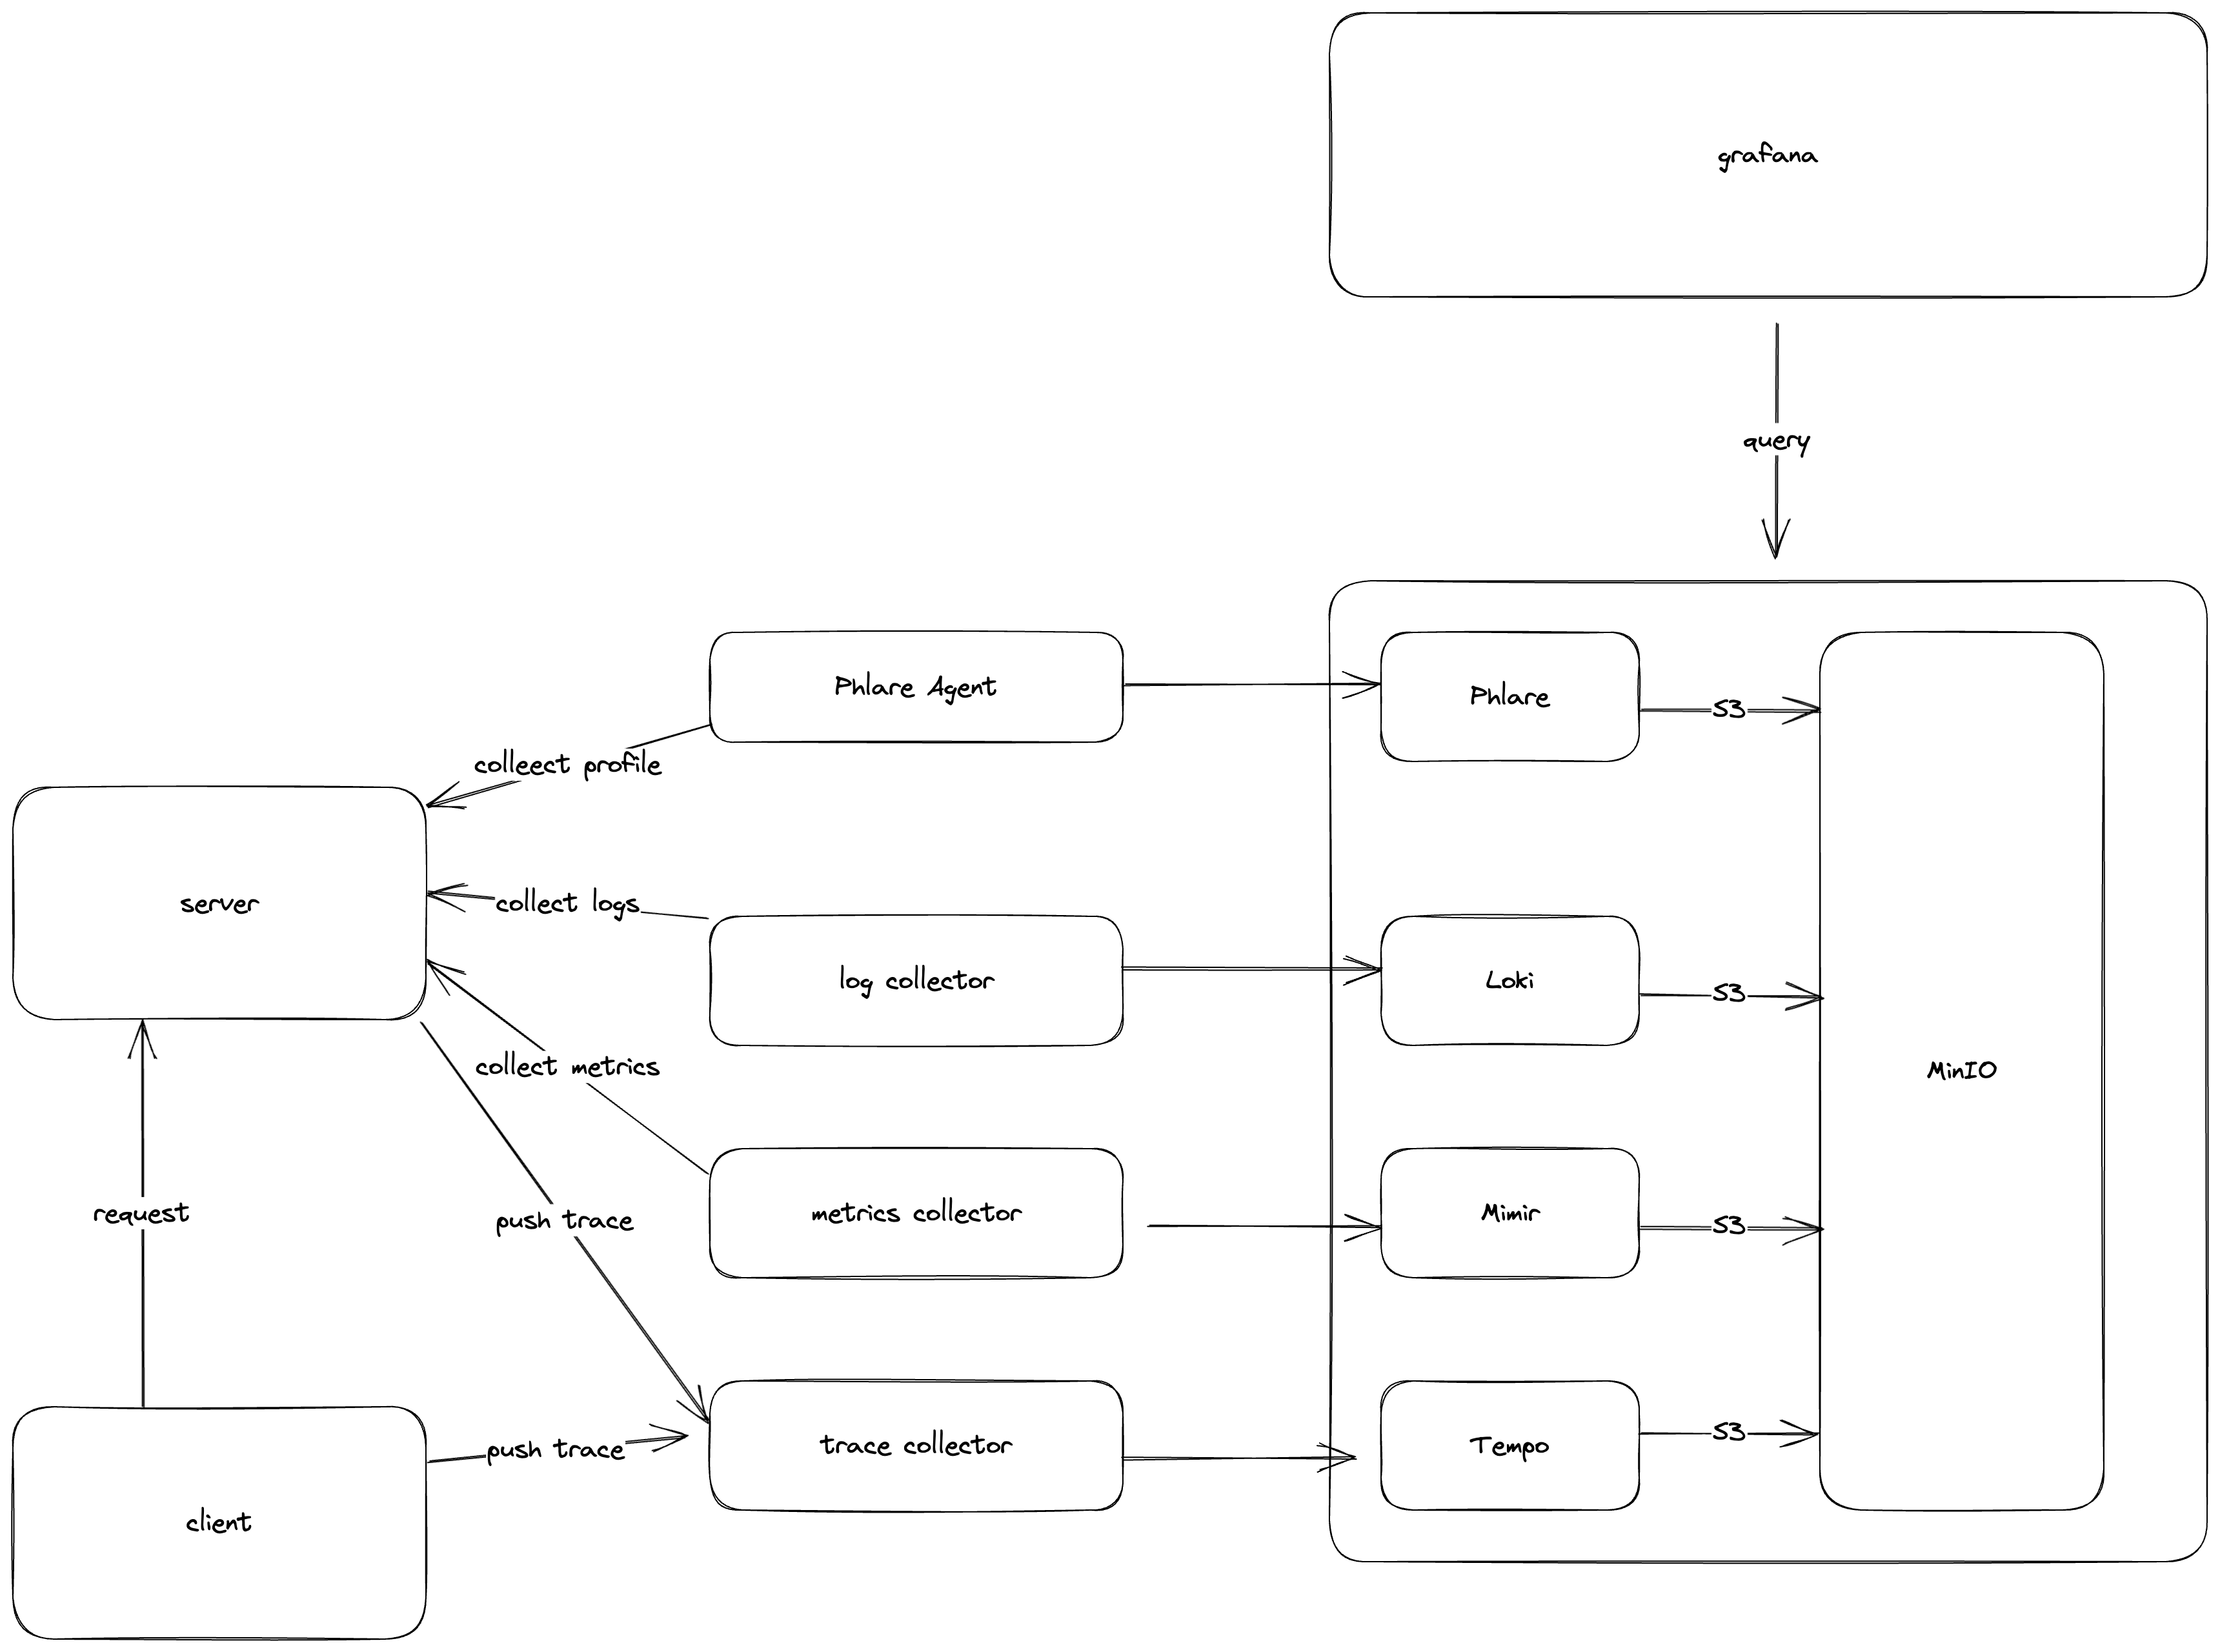 grafana
query
Phlare Agent
Phlare
S3
colleect profile
server
collect logs
log collector
Loki
S3
MinIO
collect metrics
request
push trace
metrics collector
Mimir
S3
push trace
trace collector
Tempo
S3
client